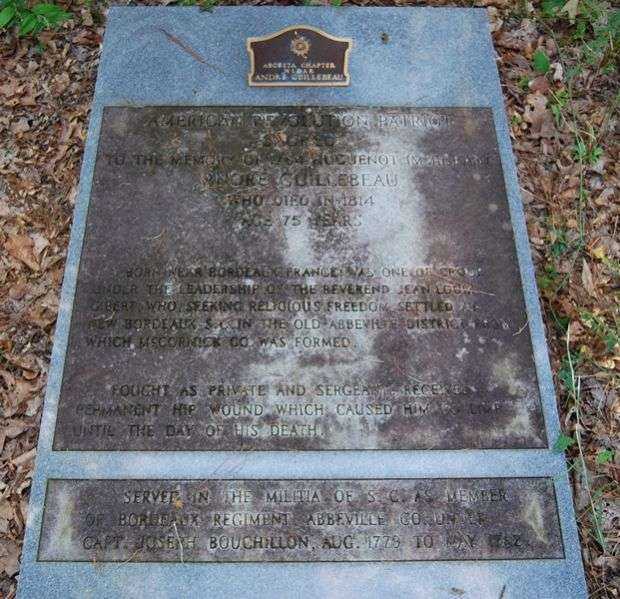 AUGUSTA CHAPTER
NSDAR
ANDRE GUILLEBEAU
AMERICAN REVOLUTION PATRIOT
SACRED
TO THE MEMORY OF 1764 HUGUENOT IMMIGRANT
ANDRE GUILLEBEAU
WHO DIED IN 1814
AGE 75 YEARS
BORN NEAR BORDEAUX FRANCE, WAS ONE OF GROUP
UNDER THE LEADERSHIP OF THE REVEREND JEAN LOUIS
GIBERT, WHO, SEEKING RELIGIOUS FREEDOM, SETTLED AT
NEW BORDEAUX S.C. IN THE OLD ABBEVILLE DISTRICT FROM
WHICH MCCORMICK CO. WAS FORMED.
FOUGHT AS PRIVATE AND SERGEANT. RECEIVED
PERMANENT HIP WOUND WHICH CAUSED HIM TO LIMP
UNTIL THE DAY OF HIS DEATH.
SERVED IN THE MILITIA OF S.C. AS MEMBER
OF BORDEAUX REGIMENT, ABBEVILLE CO. UNDER
CAPT. JOSEPH BOUCHILLON, AUG. 1779 TO MAY 1782.